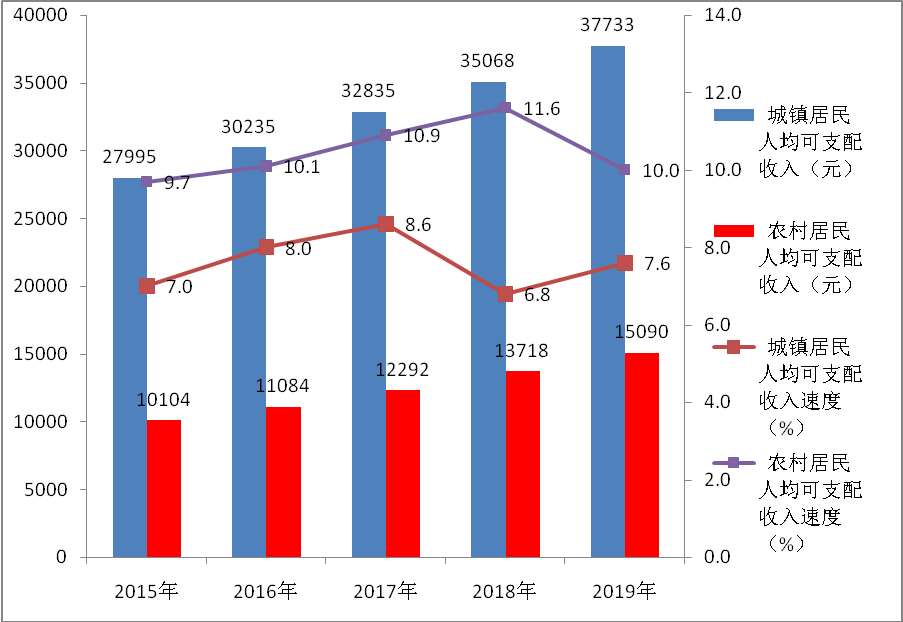 40000
35000
30000
25000
20000
15000
10000
5000
0
14.0
12.0
10.0
8.0
6.0
4.0
2.0
0.0
27995
30235
32835
35068
37733
9.7
10.1
10.9
11.6
10.0
7.0
8.0
8.6
6.8
7.6
10104
11084
12292
13718
15090
2015年
2016年
2017年
2018年
2019年
城镇居民
人均可支配
收入（元）
农村居民
人均可支配
收入（元）
城镇居民
人均可支配
收入速度
（%）
农村居民
人均可支配
收入速度
（%）